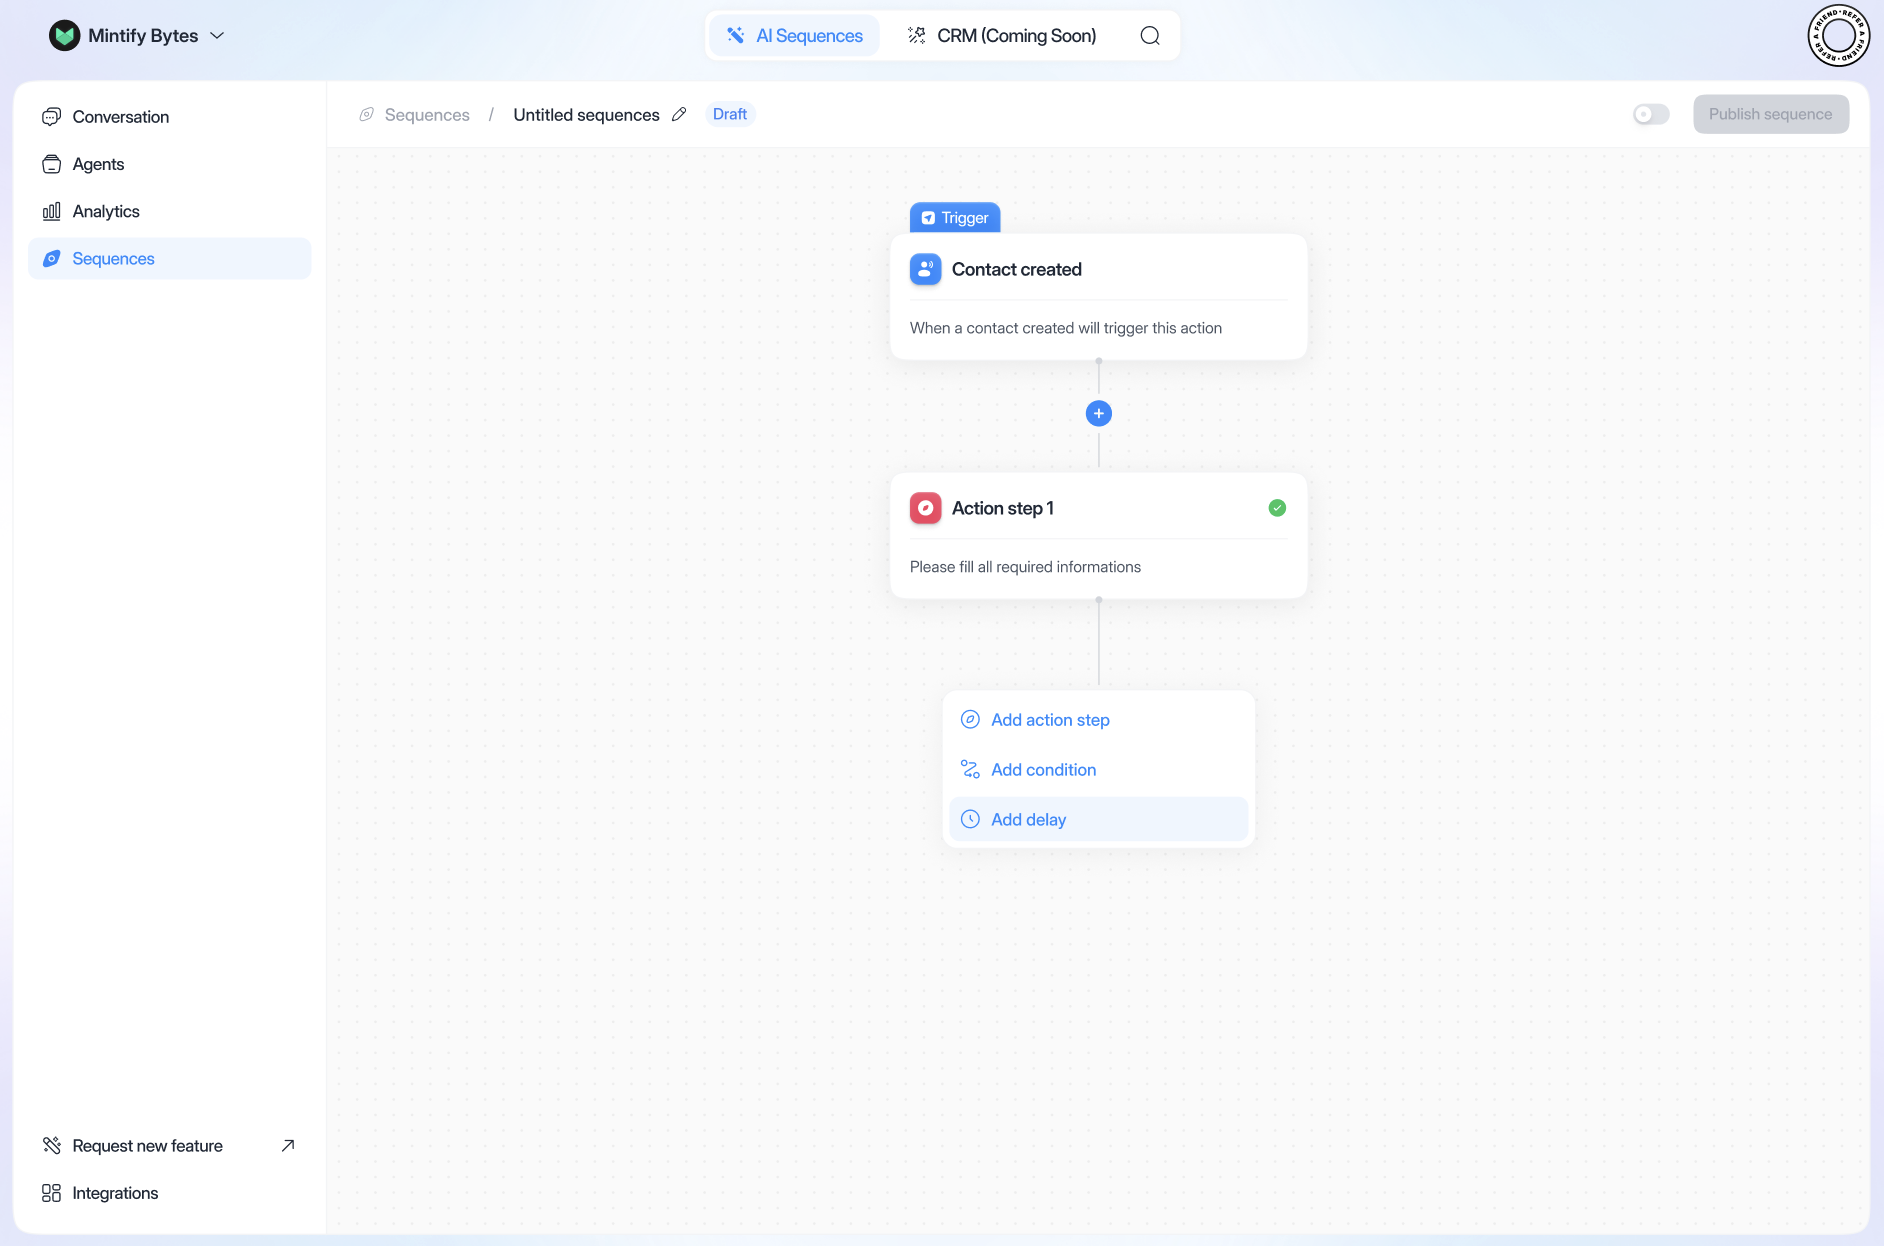 Mintify Bytes
AI Sequences
CRM (Coming Soon)
REFER A FRIEND • REFER A FRIEND •
Conversation
Agents
Analytics
Sequences
Sequences / Untitled sequences Draft
Publish sequence
Trigger
Contact created
When a contact created will trigger this action
Action step 1
Please fill all required informations
Add action step
Add condition
Add delay
Request new feature
Integrations